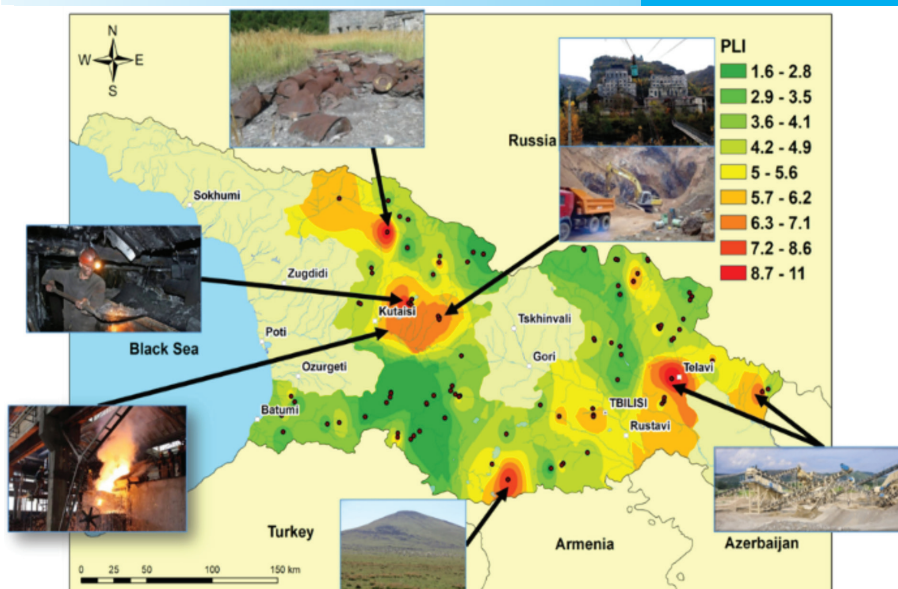 N
W E
S
PLI
1.6 - 2.8
2.9 - 3.5
3.6 - 4.1
4.2 - 4.9
5 - 5.6
5.7 - 6.2
6.3 - 7.1
7.2 - 8.6
8.7 - 11
Russia
Sokhumi
Zugdidi
Kutaisi
Tskhinvali
Poti
Black Sea
Gori
Telavi
Ozurgeti
Batumi
TBILISI
Rustavi
Turkey
Armenia
Azerbaijan
0 25 50 100 150 km